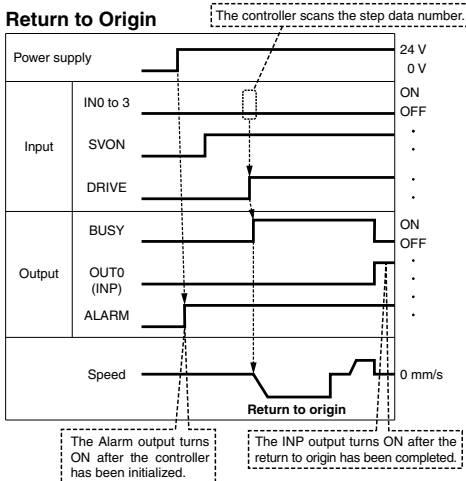 Return to Origin
The controller scans the step data number.
Power supply
24 V
0 V
Input
IN0 to 3
ON
OFF
SVON
DRIVE
Output
BUSY
ON
OFF
OUT0
(INP)
ALARM
Speed
0 mm/s
Return to origin
The Alarm output turns
ON after the controller
has been initialized.
The INP output turns ON after the
return to origin has been completed.